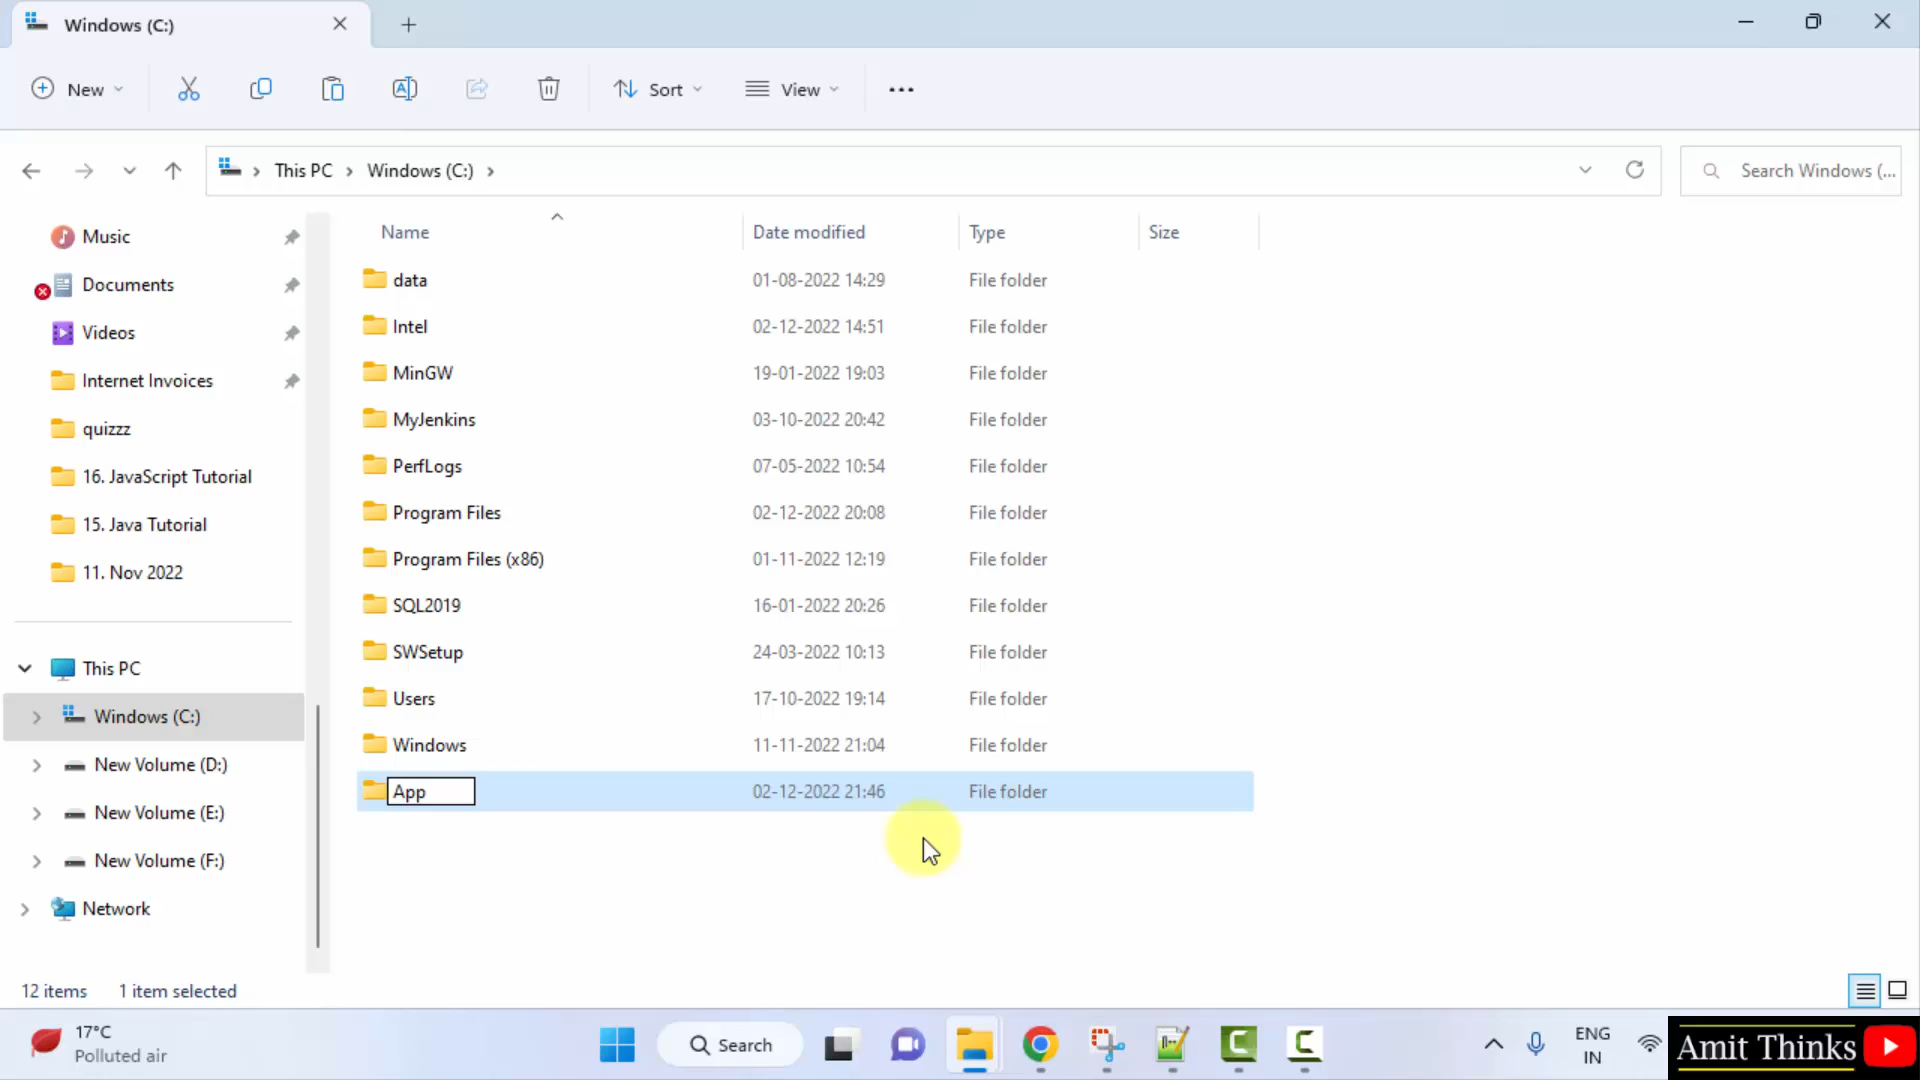 Windows (C:)
New
Sort
View
This PC
Windows (C:)
Search Windows (...
Name
Date modified
Type
Size
Music
Documents
Videos
Internet Invoices
quizzz
16. JavaScript Tutorial
15. Java Tutorial
11. Nov 2022
This PC
Windows (C:)
New Volume (D:)
New Volume (E:)
New Volume (F:)
Network
data 01-08-2022 14:29 File folder
Intel 02-12-2022 14:51 File folder
MinGW 19-01-2022 19:03 File folder
MyJenkins 03-10-2022 20:42 File folder
PerfLogs 07-05-2022 10:54 File folder
Program Files 02-12-2022 20:08 File folder
Program Files (x86) 01-11-2022 12:19 File folder
SQL2019 16-01-2022 20:26 File folder
SWSetup 24-03-2022 10:13 File folder
Users 17-10-2022 19:14 File folder
Windows 11-11-2022 21:04 File folder
App 02-12-2022 21:46 File folder
12 items 1 item selected
17°C
Polluted air
Search
ENG
IN
Amit Thinks